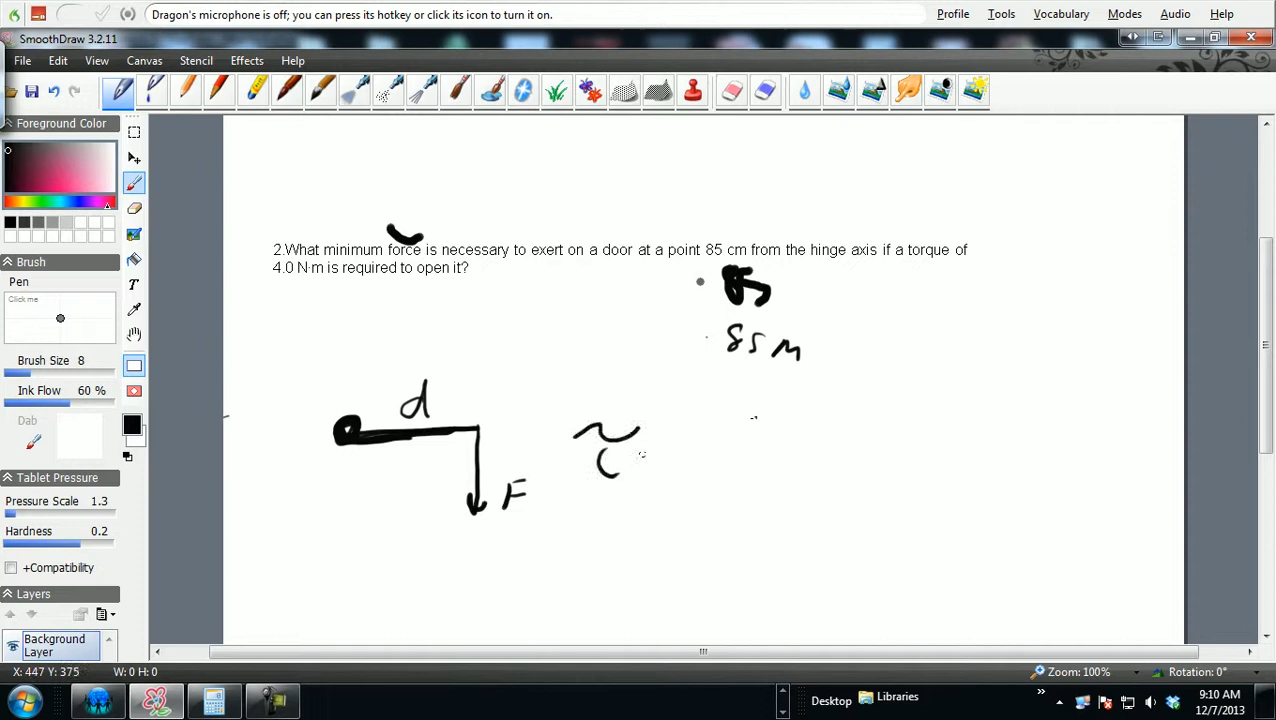 Dragon's microphone is off; you can press its hotkey or click its icon to turn it on.
Profile Tools Vocabulary Modes Audio Help
SmoothDraw 3.2.11
File Edit View Canvas Stencil Effects Help
Foreground Color
Brush
Pen
Click me
Brush Size 8
Ink Flow 60 %
Dab
Tablet Pressure
Pressure Scale 1.3
Hardness 0.2
+Compatibility
Layers
Background
Layer
2.What minimum force is necessary to exert on a door at a point 85 cm from the hinge axis if a torque of
4.0 N·m is required to open it?
.85 m
d
F
X: 447 Y: 375 W: 0 H: 0
Zoom: 100% Rotation: 0°
Desktop Libraries
9:10 AM
12/7/2013